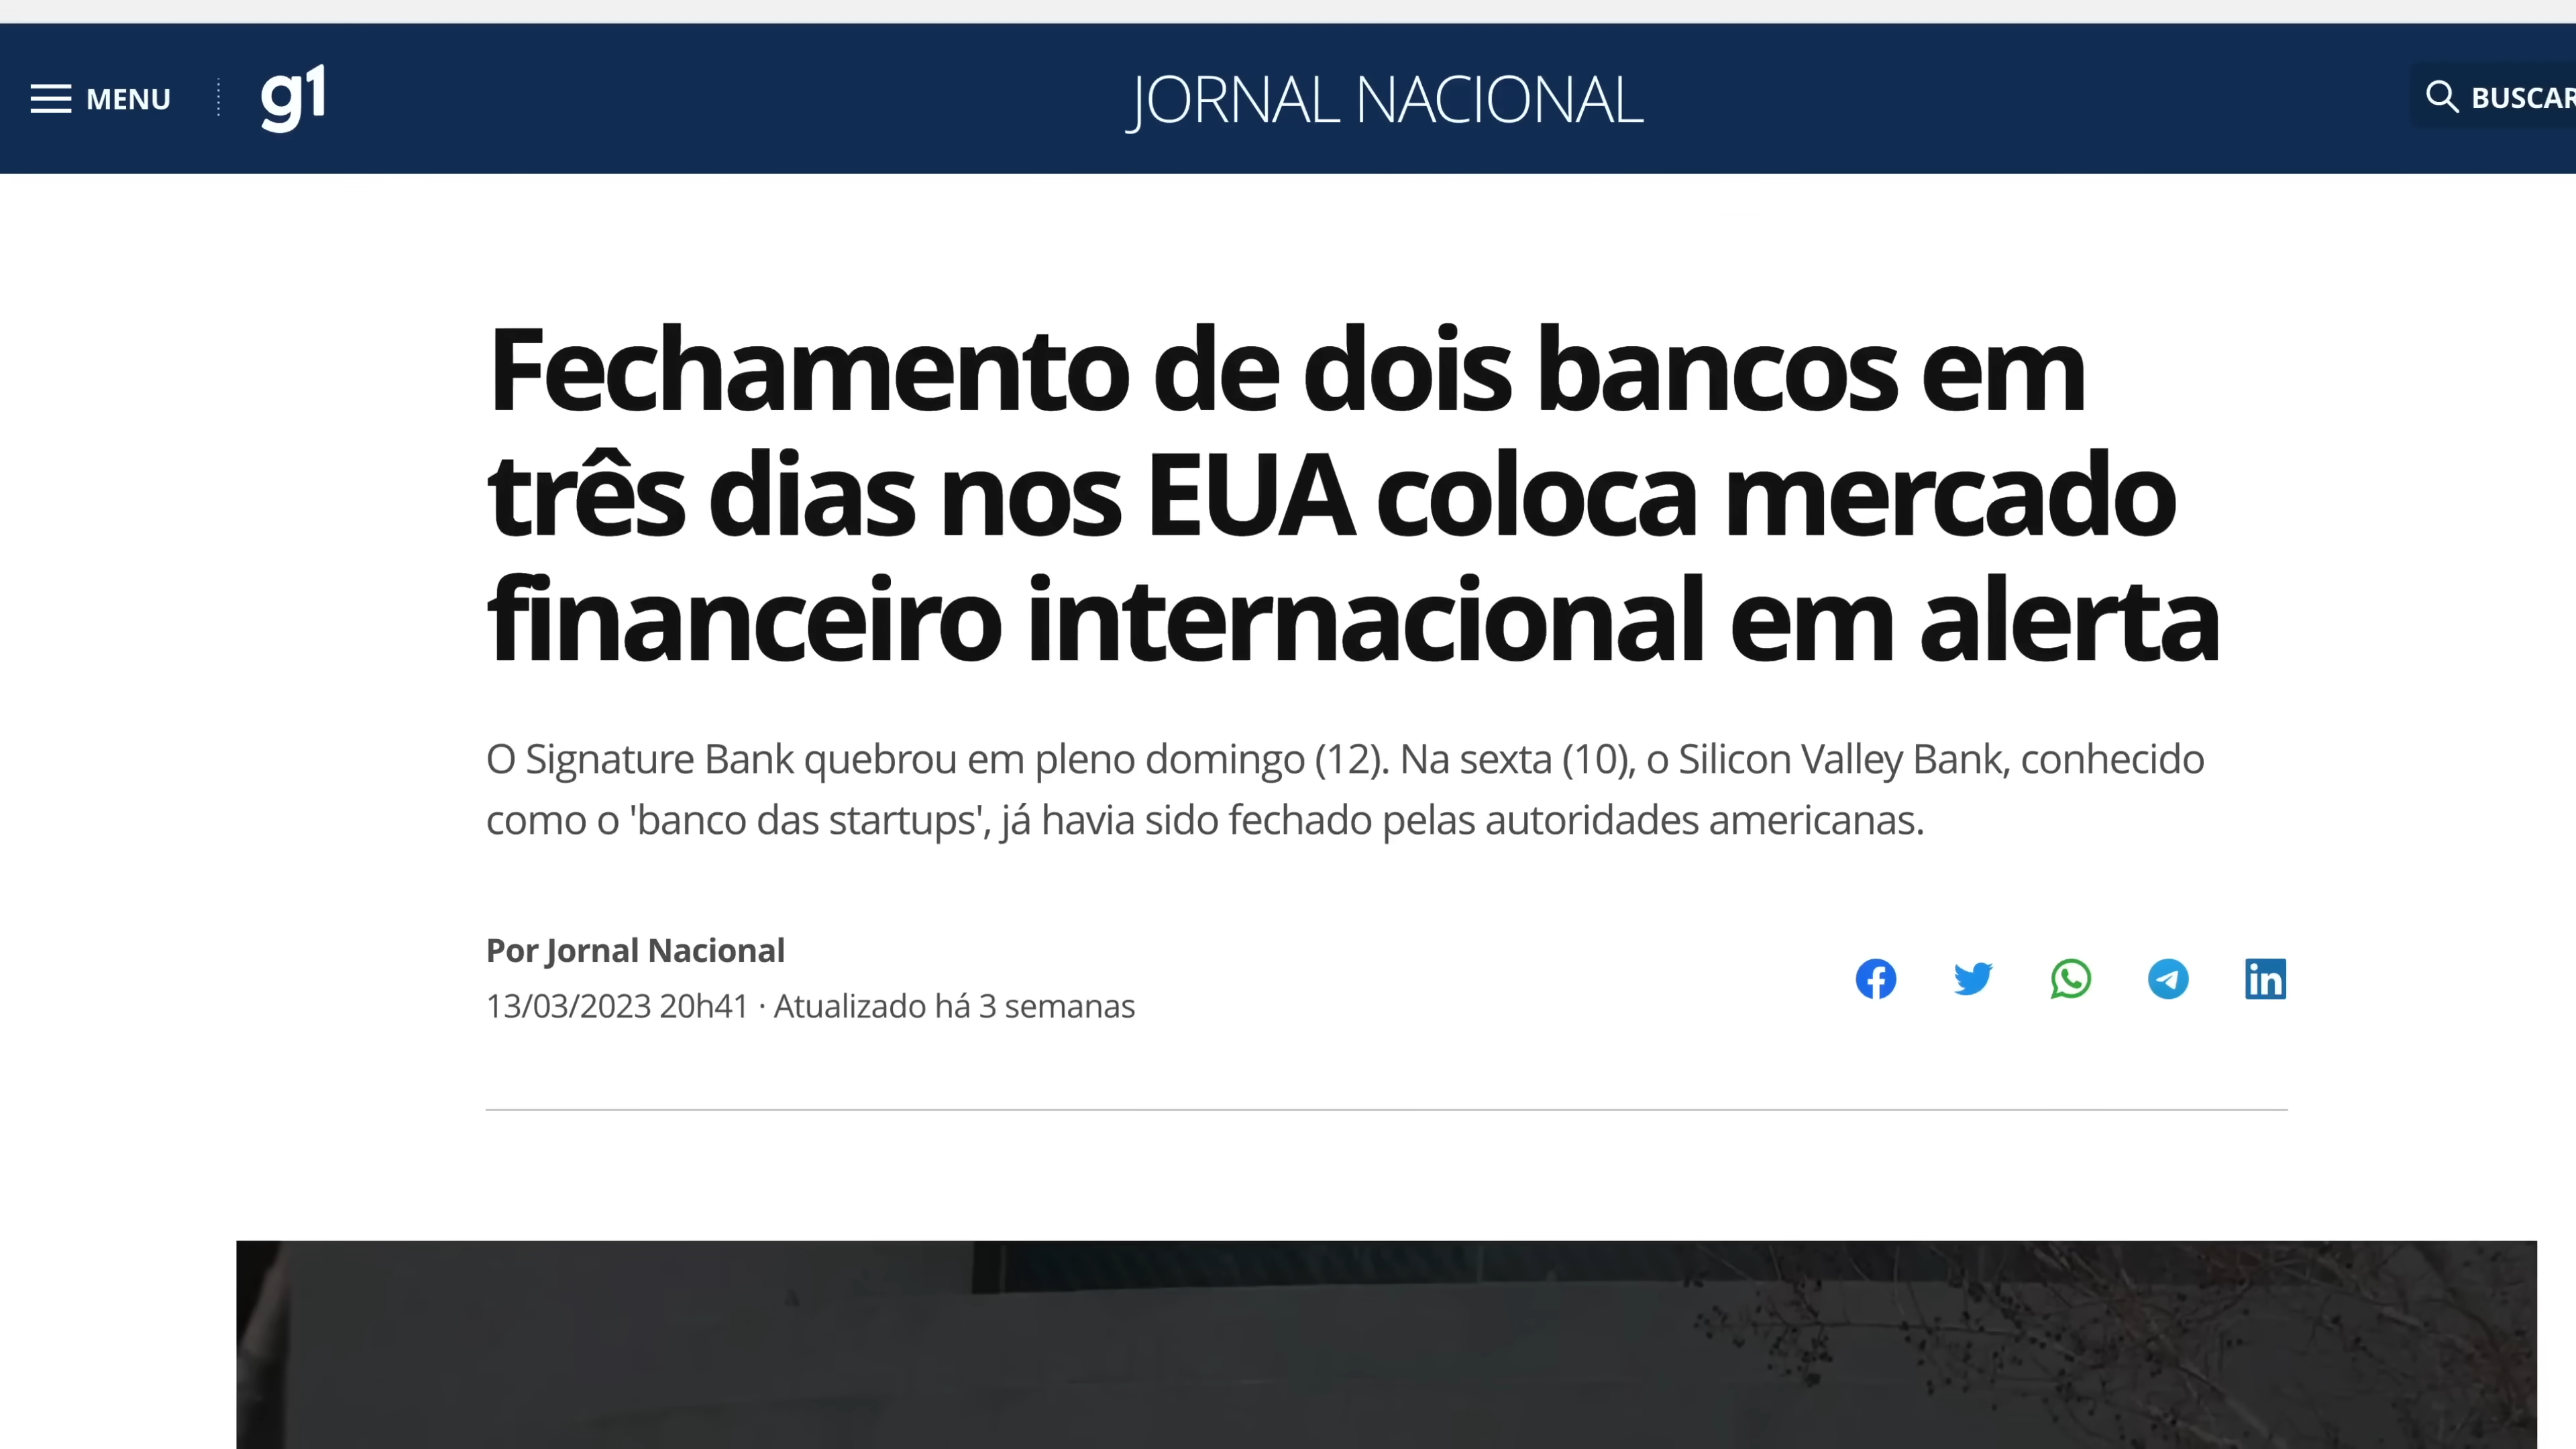 MENU
g1
JORNAL NACIONAL
BUSCAR
Fechamento de dois bancos em
três dias nos EUA coloca mercado
financeiro internacional em alerta
O Signature Bank quebrou em pleno domingo (12). Na sexta (10), o Silicon Valley Bank, conhecido
como o 'banco das startups', já havia sido fechado pelas autoridades americanas.
Por Jornal Nacional
13/03/2023 20h41 · Atualizado há 3 semanas